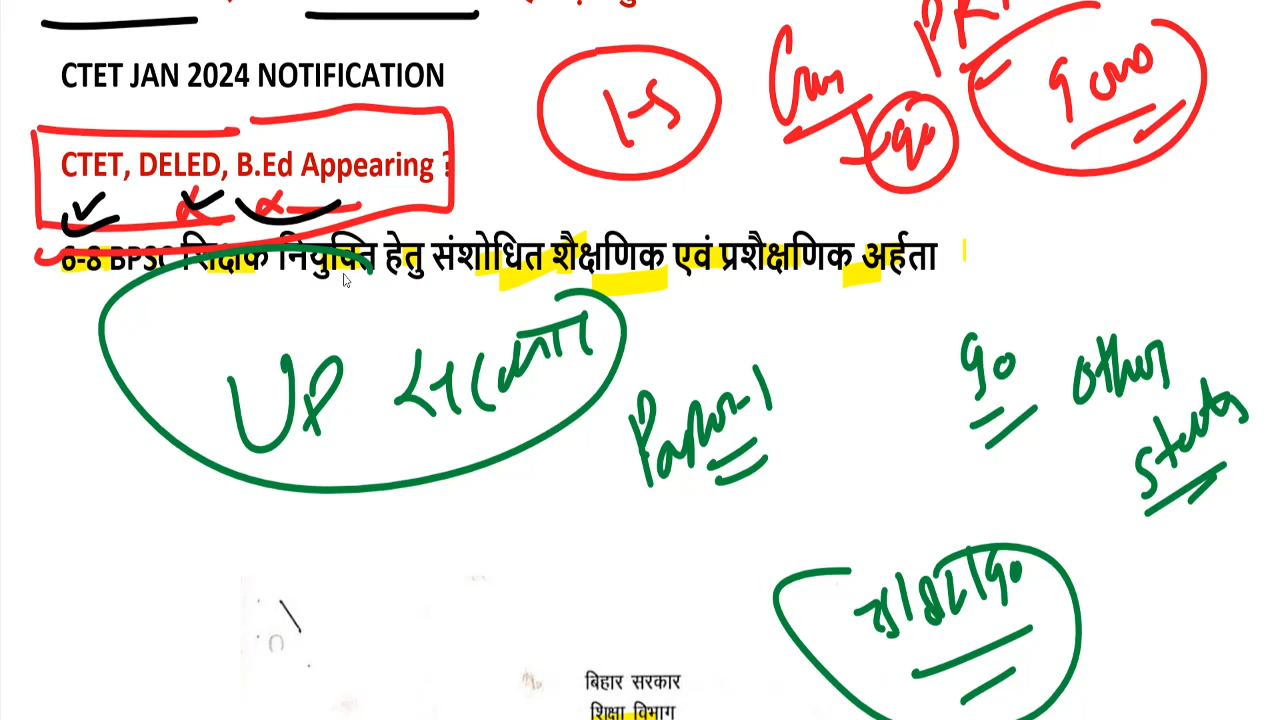 CTET JAN 2024 NOTIFICATION
1-5
90
CTET, DELED, B.Ed Appearing ?
6-8 BPSC शिक्षक नियुक्ति हेतु संशोधित शैक्षणिक एवं प्रशैक्षणिक अर्हता
UP सरकार
Paper-1
90 other
States
बिहार सरकार
शिक्षा विभाग